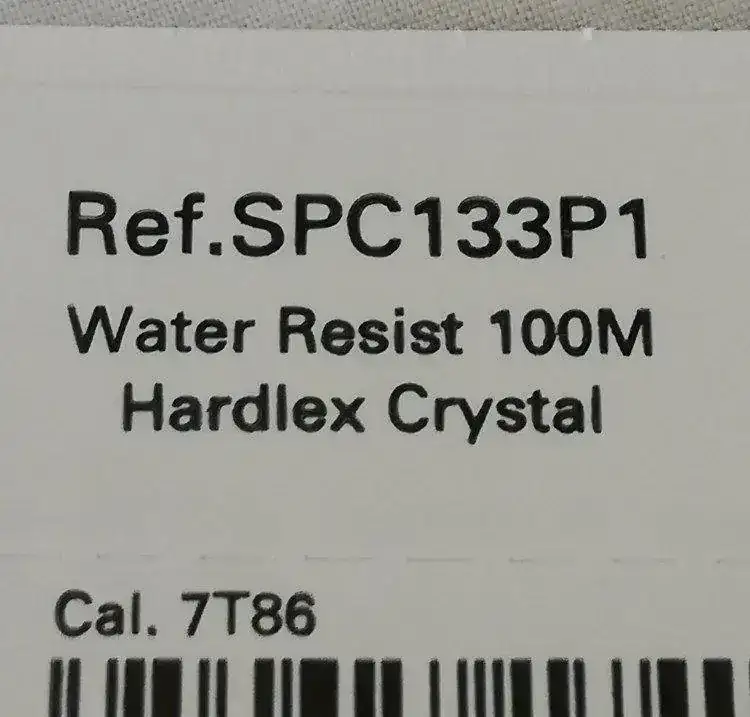 Ref.SPC133P1
Water Resist 100M
Hardlex Crystal
Cal. 7T86